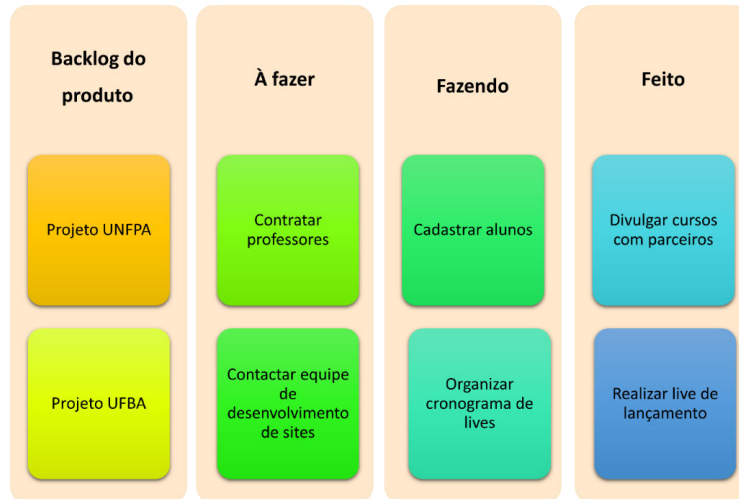 Backlog do
produto
Projeto UNFPA
Projeto UFBA
À fazer
Contratar
professores
Contactar equipe
de
desenvolvimento
de sites
Fazendo
Cadastrar alunos
Organizar
cronograma de
lives
Feito
Divulgar cursos
com parceiros
Realizar live de
lançamento